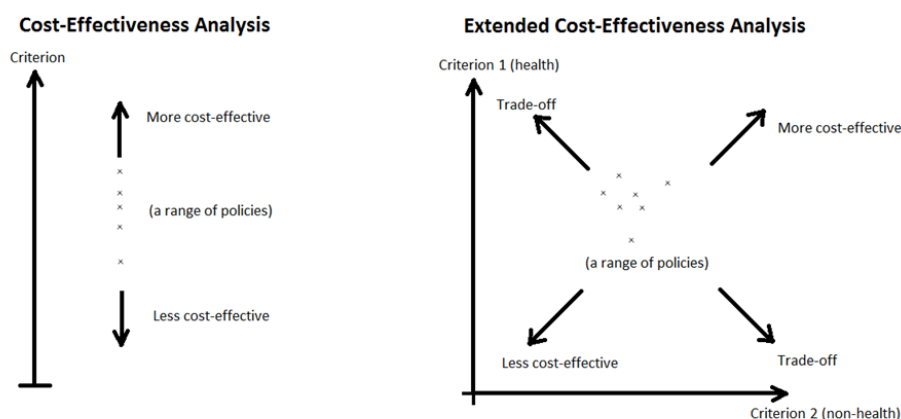 Cost-Effectiveness Analysis
Criterion
More cost-effective
(a range of policies)
Less cost-effective
Extended Cost-Effectiveness Analysis
Criterion 1 (health)
Trade-off
More cost-effective
(a range of policies)
Less cost-effective
Trade-off
Criterion 2 (non-health)